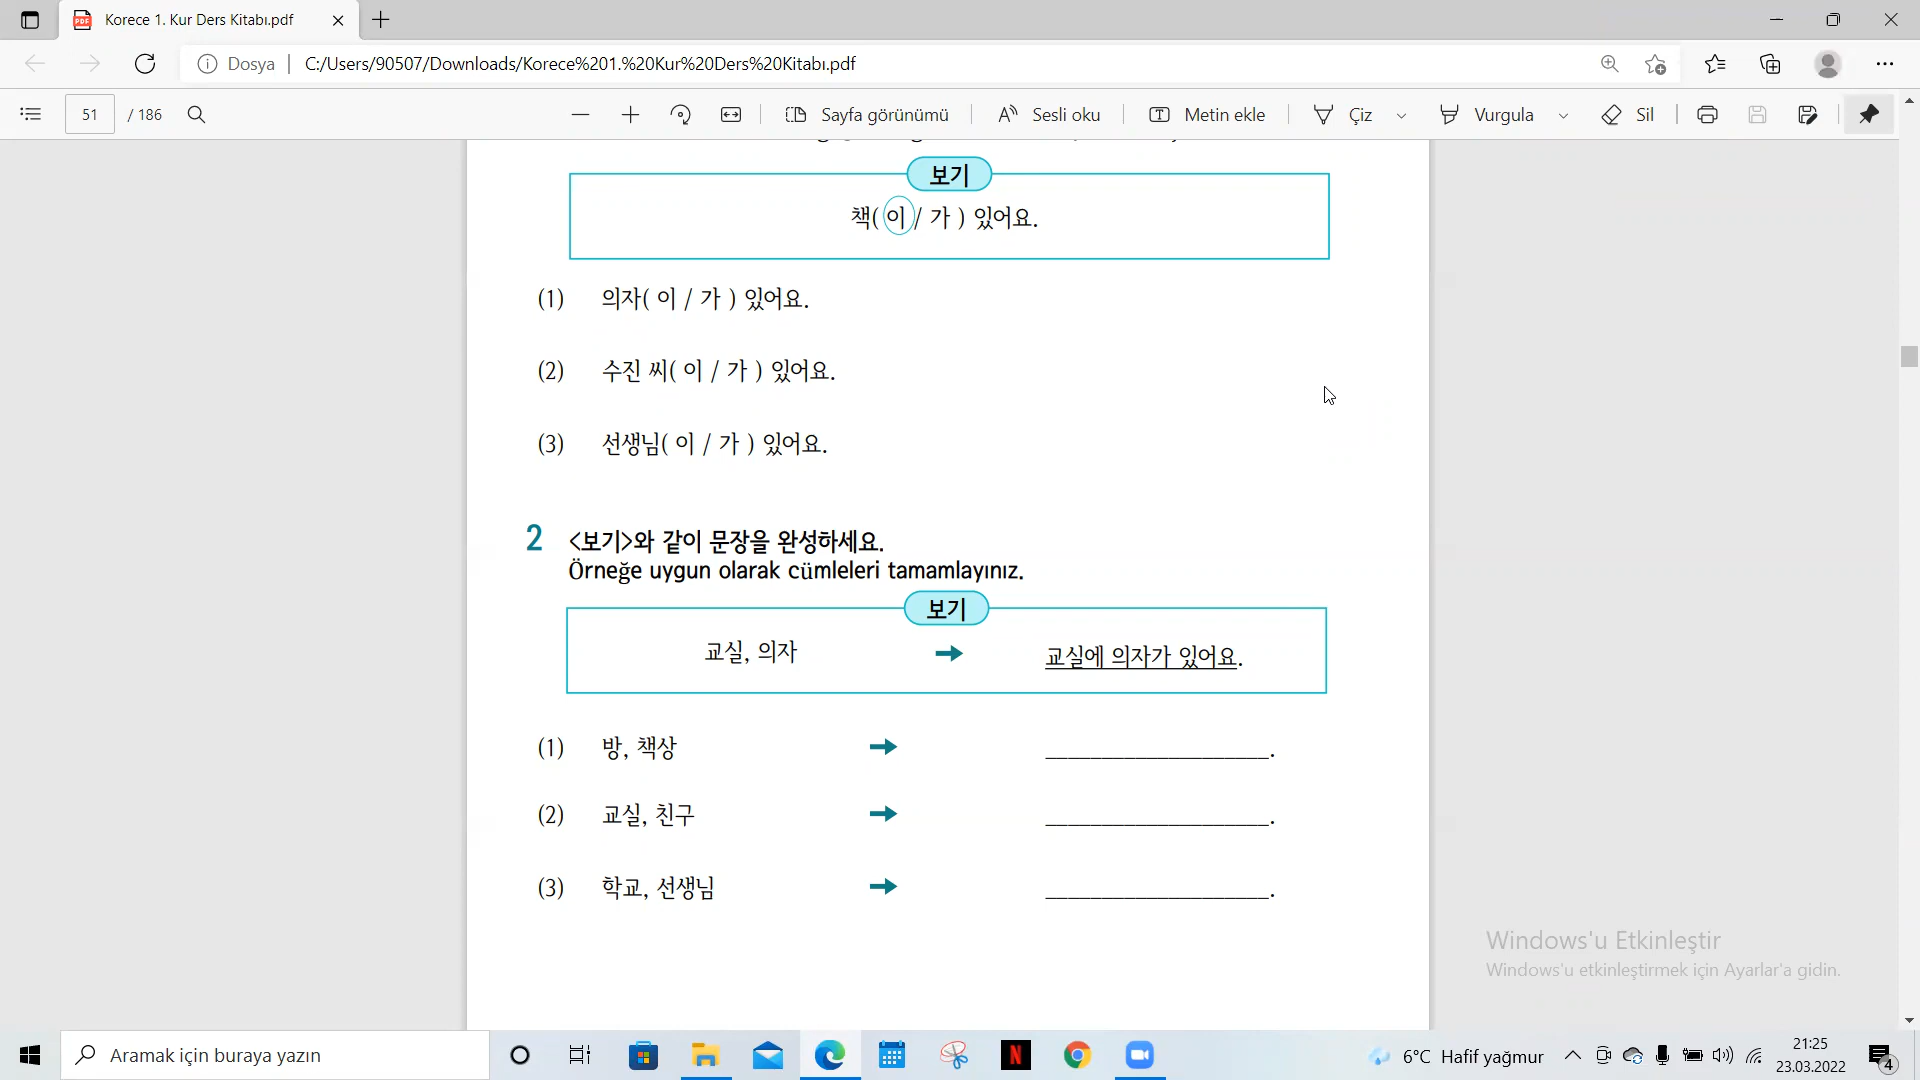 Korece 1. Kur Ders Kitabı.pdf
Dosya
C:/Users/90507/Downloads/Korece%201.%20Kur%20Ders%20Kitabı.pdf
51 / 186
Sayfa görünümü
Sesli oku
Metin ekle
Çiz
Vurgula
Sil
보기
책( 이 / 가 ) 있어요.
(1) 의자( 이 / 가 ) 있어요.
(2) 수진 씨( 이 / 가 ) 있어요.
(3) 선생님( 이 / 가 ) 있어요.
2 <보기>와 같이 문장을 완성하세요.
Örneğe uygun olarak cümleleri tamamlayınız.
보기
교실, 의자 → 교실에 의자가 있어요.
(1) 방, 책상 → ____________________.
(2) 교실, 친구 → ____________________.
(3) 학교, 선생님 → ____________________.
Windows'u Etkinleştir
Windows'u etkinleştirmek için Ayarlar'a gidin.
Aramak için buraya yazın
6°C Hafif yağmur
21:25
23.03.2022
4